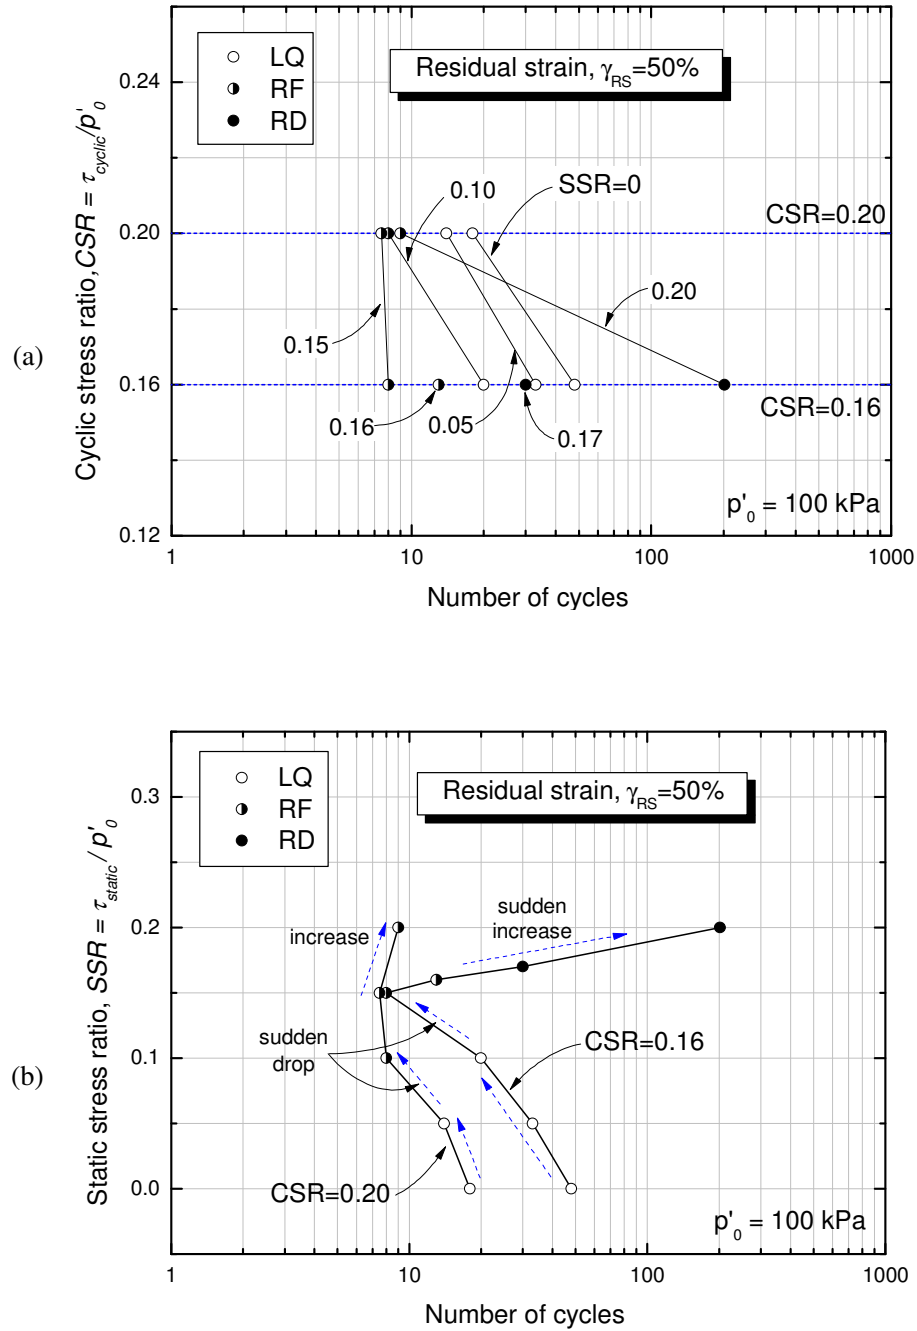 LQ
RF
RD
Residual strain, γRS=50%
0.24
0.20
0.16
0.12
Cyclic stress ratio, CSR = τcyclic/p'0
0.10
SSR=0
CSR=0.20
0.20
0.15
(a)
0.16
0.05
0.17
CSR=0.16
p'0 = 100 kPa
1
10
100
1000
Number of cycles
LQ
RF
RD
Residual strain, γRS=50%
0.3
0.2
0.1
0.0
Static stress ratio, SSR = τstatic/ p'0
increase
sudden
increase
sudden
drop
CSR=0.16
(b)
CSR=0.20
p'0 = 100 kPa
1
10
100
1000
Number of cycles